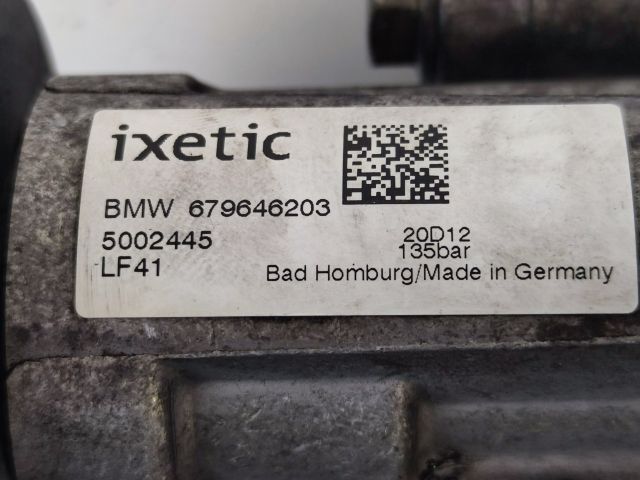 ixetic
BMW 679646203
5002445
20D12
135bar
LF41
Bad Homburg/Made in Germany